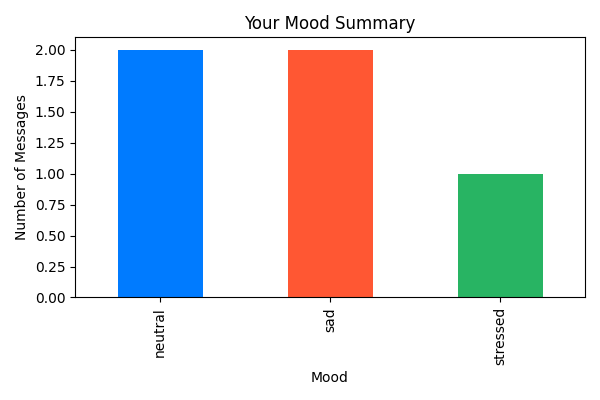 Your Mood Summary
Number of Messages
2.00
1.75
1.50
1.25
1.00
0.75
0.50
0.25
0.00
neutral
sad
stressed
Mood